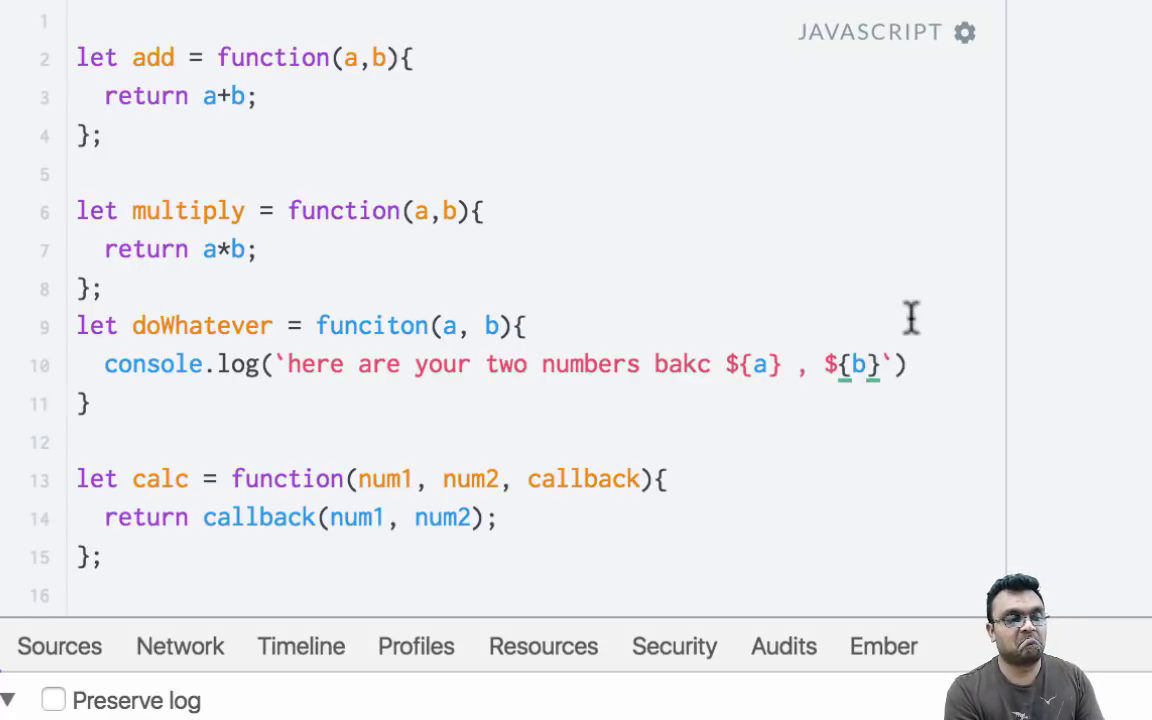 JAVASCRIPT
1
2 let add = function(a,b){
3 return a+b;
4 };
5
6 let multiply = function(a,b){
7 return a*b;
8 };
9 let doWhatever = funciton(a, b){
10 console.log(`here are your two numbers bakc ${a} , ${b}`)
11 }
12
13 let calc = function(num1, num2, callback){
14 return callback(num1, num2);
15 };
16
Sources Network Timeline Profiles Resources Security Audits Ember
Preserve log